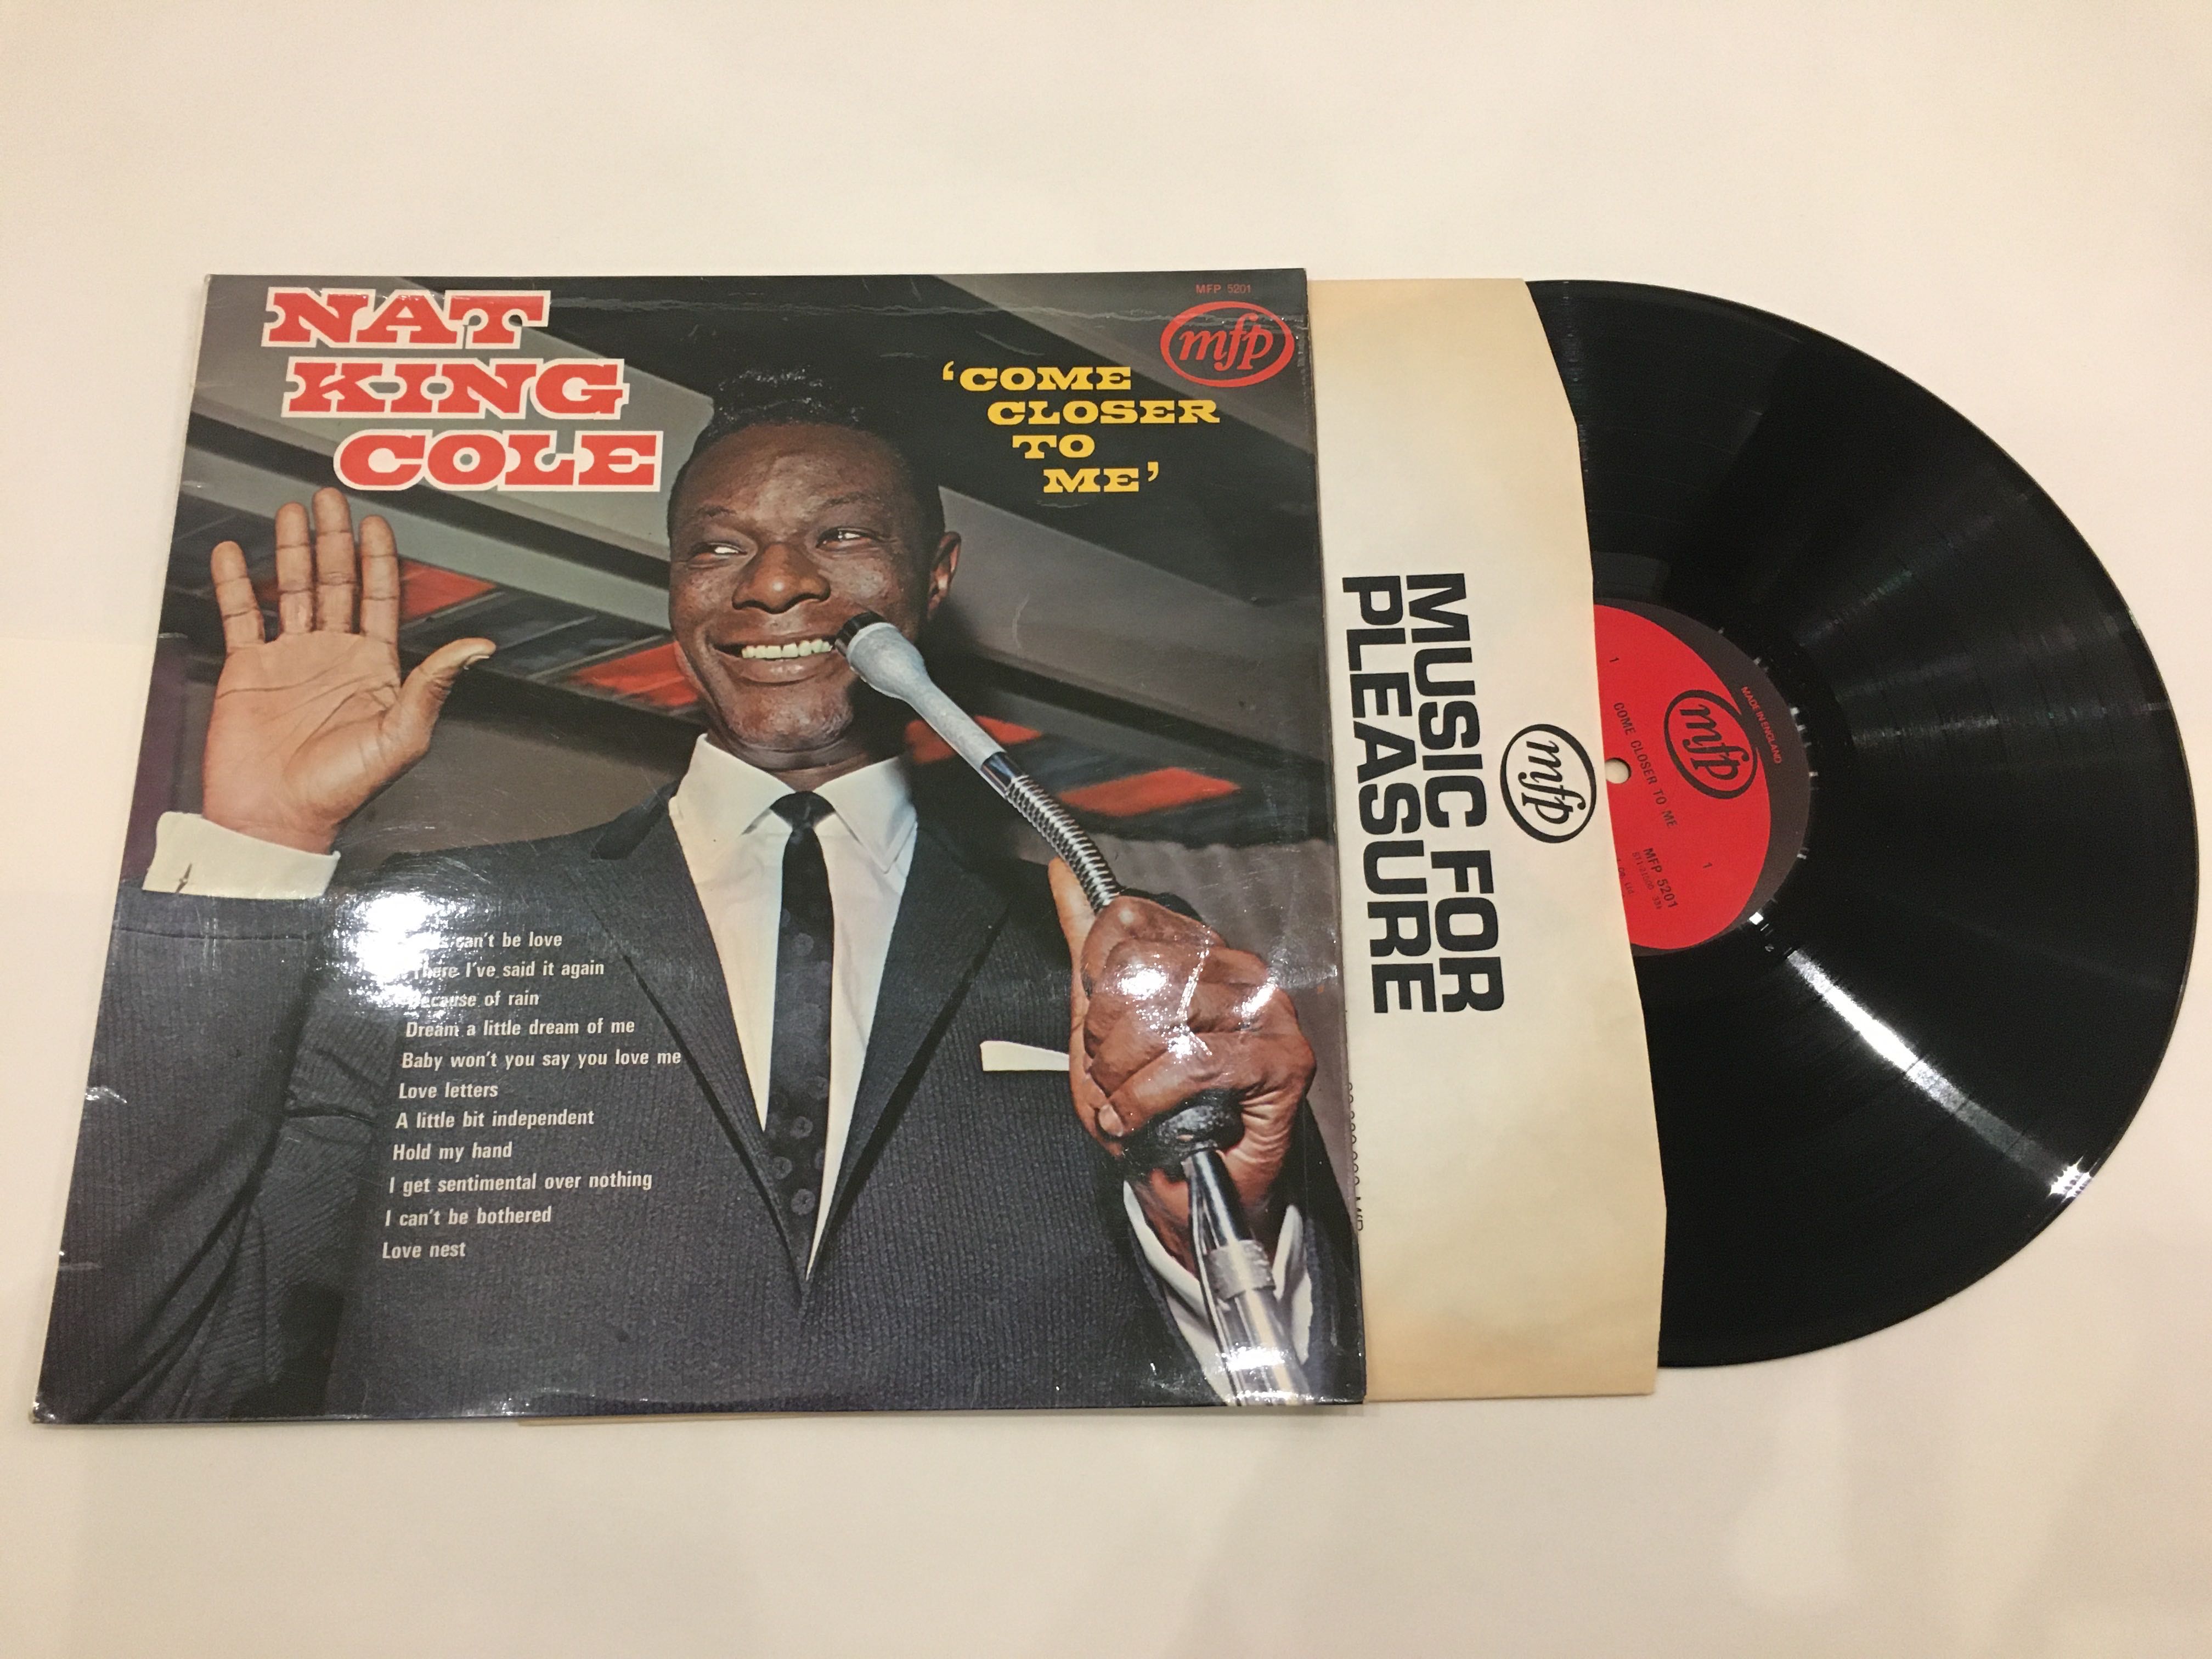 NAT
KING
COLE
MFP 5201
mfp
'COME
CLOSER
TO
ME'
can't be love
There I've said it again
Because of rain
Dream a little dream of me
Baby won't you say you love me
Love letters
A little bit independent
Hold my hand
I get sentimental over nothing
I can't be bothered
Love nest
MUSIC FOR
PLEASURE
mfp
MADE IN ENGLAND
mfp
1
COME CLOSER TO ME
1
MFP 5201